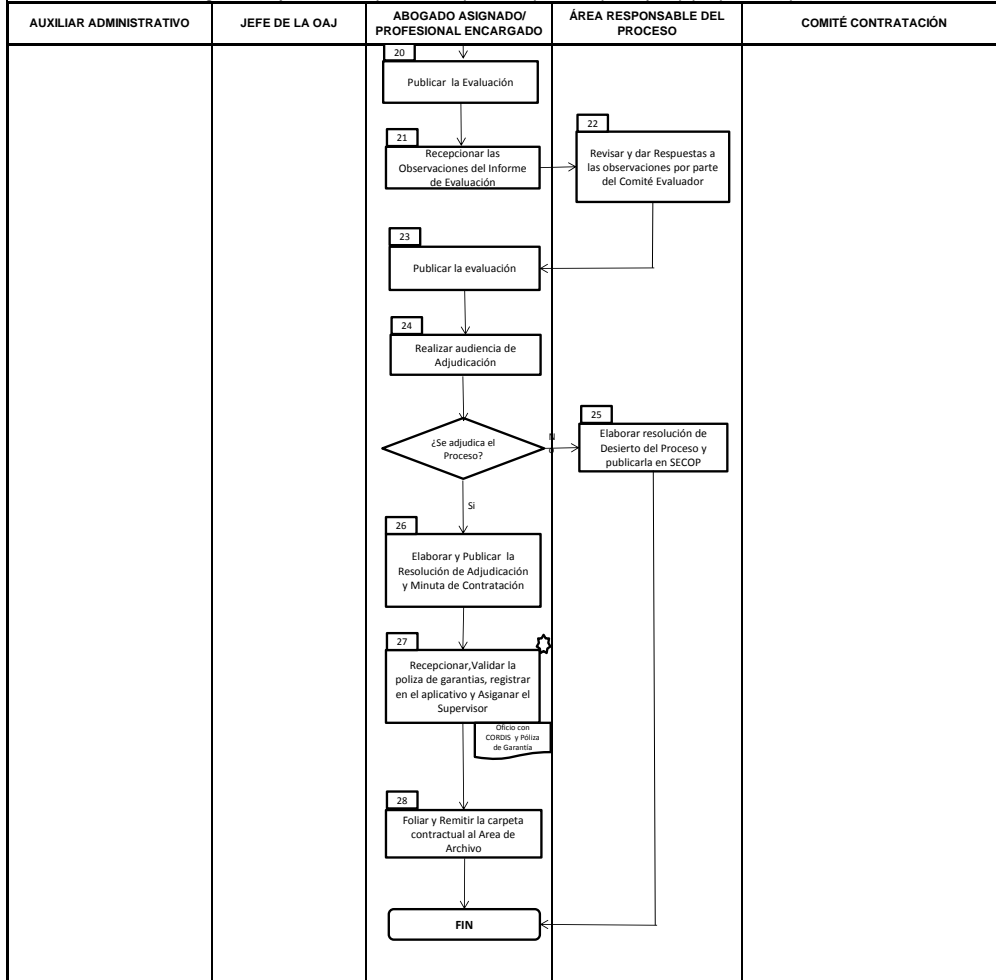 AUXILIAR ADMINISTRATIVO
JEFE DE LA OAJ
ABOGADO ASIGNADO/
PROFESIONAL ENCARGADO
ÁREA RESPONSABLE DEL
PROCESO
COMITÉ CONTRATACIÓN
20
Publicar la Evaluación
21
Recepcionar las
Observaciones del Informe
de Evaluación
22
Revisar y dar Respuestas a
las observaciones por parte
del Comité Evaluador
23
Publicar la evaluación
24
Realizar audiencia de
Adjudicación
¿Se adjudica el
Proceso?
25
Elaborar resolución de
Desierto del Proceso y
publicarla en SECOP
Si
26
Elaborar y Publicar la
Resolución de Adjudicación
y Minuta de Contratación
27
Recepcionar,Validar la
poliza de garantias, registrar
en el aplicativo y Asiganar el
Supervisor
Oficio con
CORDIS y Póliza
de Garantía
28
Foliar y Remitir la carpeta
contractual al Area de
Archivo
FIN